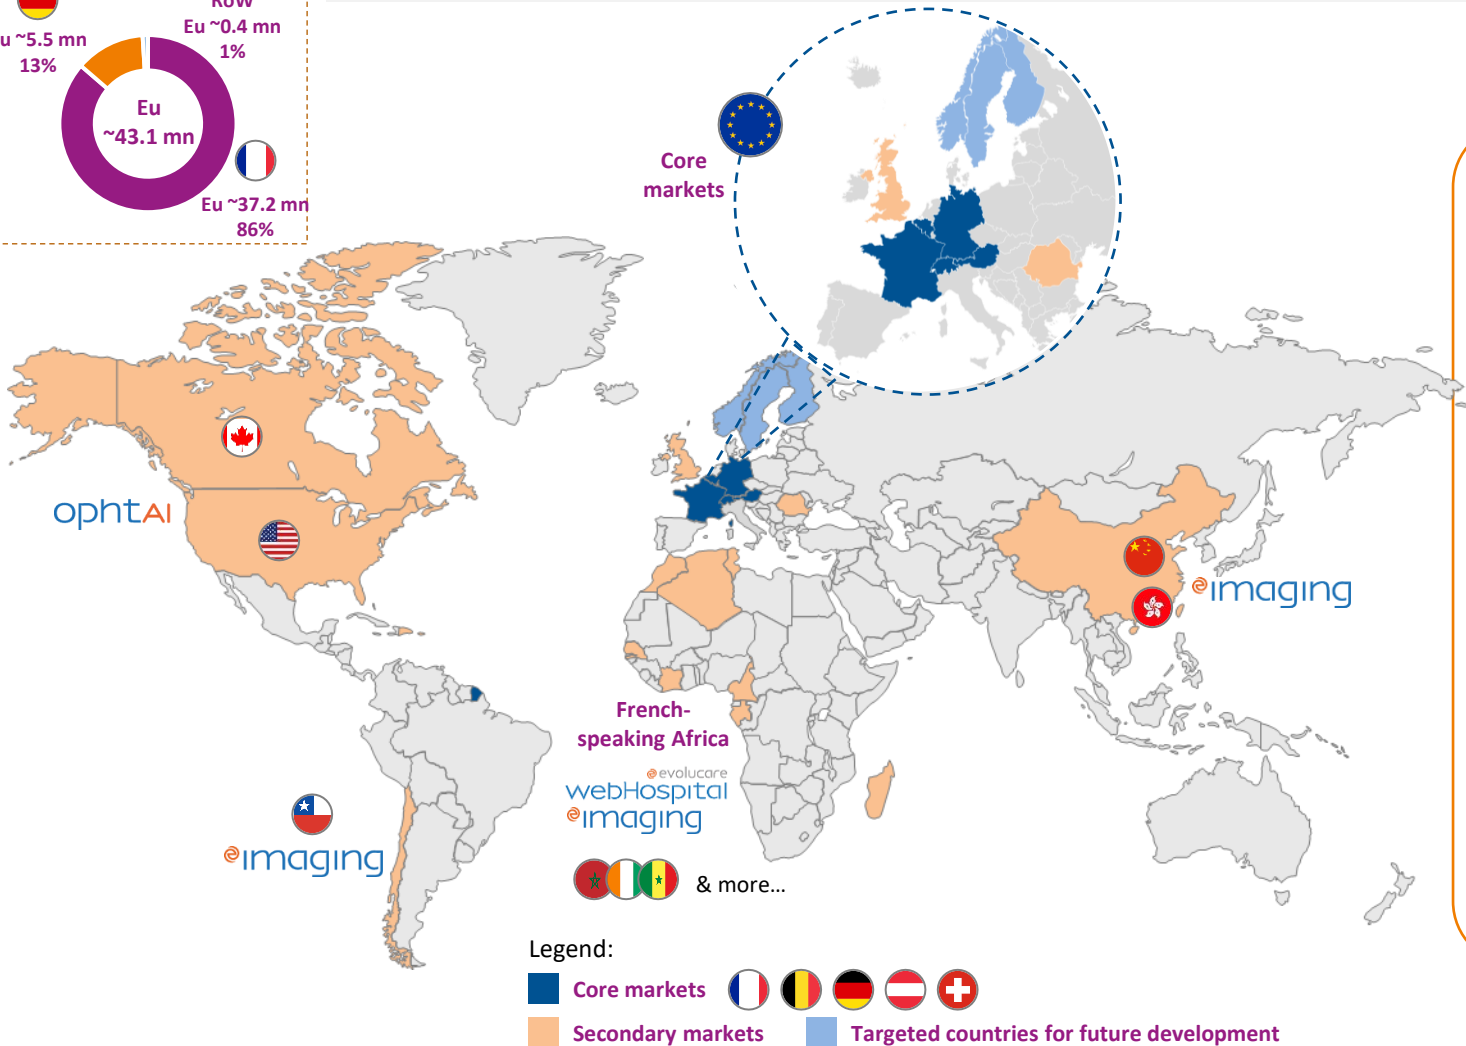 RoW
Eu ~0.4 mn
1%
u ~5.5 mn
13%
Eu
~43.1 mn
Eu ~37.2 mn
86%
Core
markets
ophtAI
imaging
French-
speaking Africa
evolucare
webHospital
imaging
imaging
& more...
Legend:
Core markets
Secondary markets
Targeted countries for future development